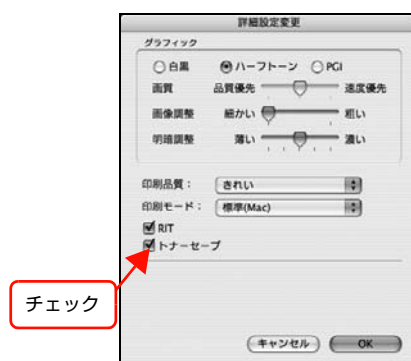 詳細設定変更
グラフィック
白黒 ハーフトーン PGI
画質 品質優先 速度優先
画像調整 細かい 粗い
明暗調整 薄い 濃い
印刷品質： きれい
印刷モード： 標準(Mac)
RIT
トナーセーブ
チェック
キャンセル OK